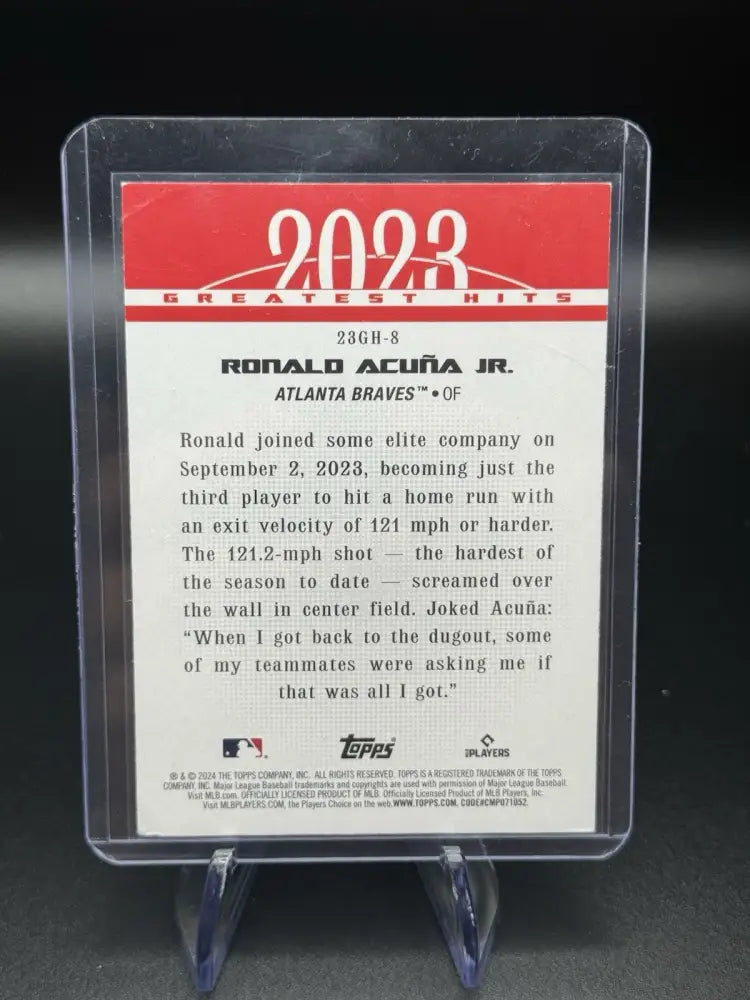 2023
GREATEST HITS
23GH-8
RONALD ACUÑA JR.
ATLANTA BRAVES™ • OF
Ronald joined some elite company on
September 2, 2023, becoming just the
third player to hit a home run with
an exit velocity of 121 mph or harder.
The 121.2-mph shot — the hardest of
the season to date — screamed over
the wall in center field. Joked Acuña:
“When I got back to the dugout, some
of my teammates were asking me if
that was all I got.”
Topps®
PLAYERS
® & © 2024 THE TOPPS COMPANY, INC. ALL RIGHTS RESERVED. TOPPS IS A REGISTERED TRADEMARK OF THE TOPPS
COMPANY, INC. Major League Baseball trademarks and copyrights are used with permission of Major League Baseball.
Visit MLB.com. OFFICIALLY LICENSED PRODUCT OF MLB. Officially Licensed Product of MLB Players, Inc.
Visit MLBPLAYERS.COM, the Players Choice on the web. WWW.TOPPS.COM. CODE#CMP071052